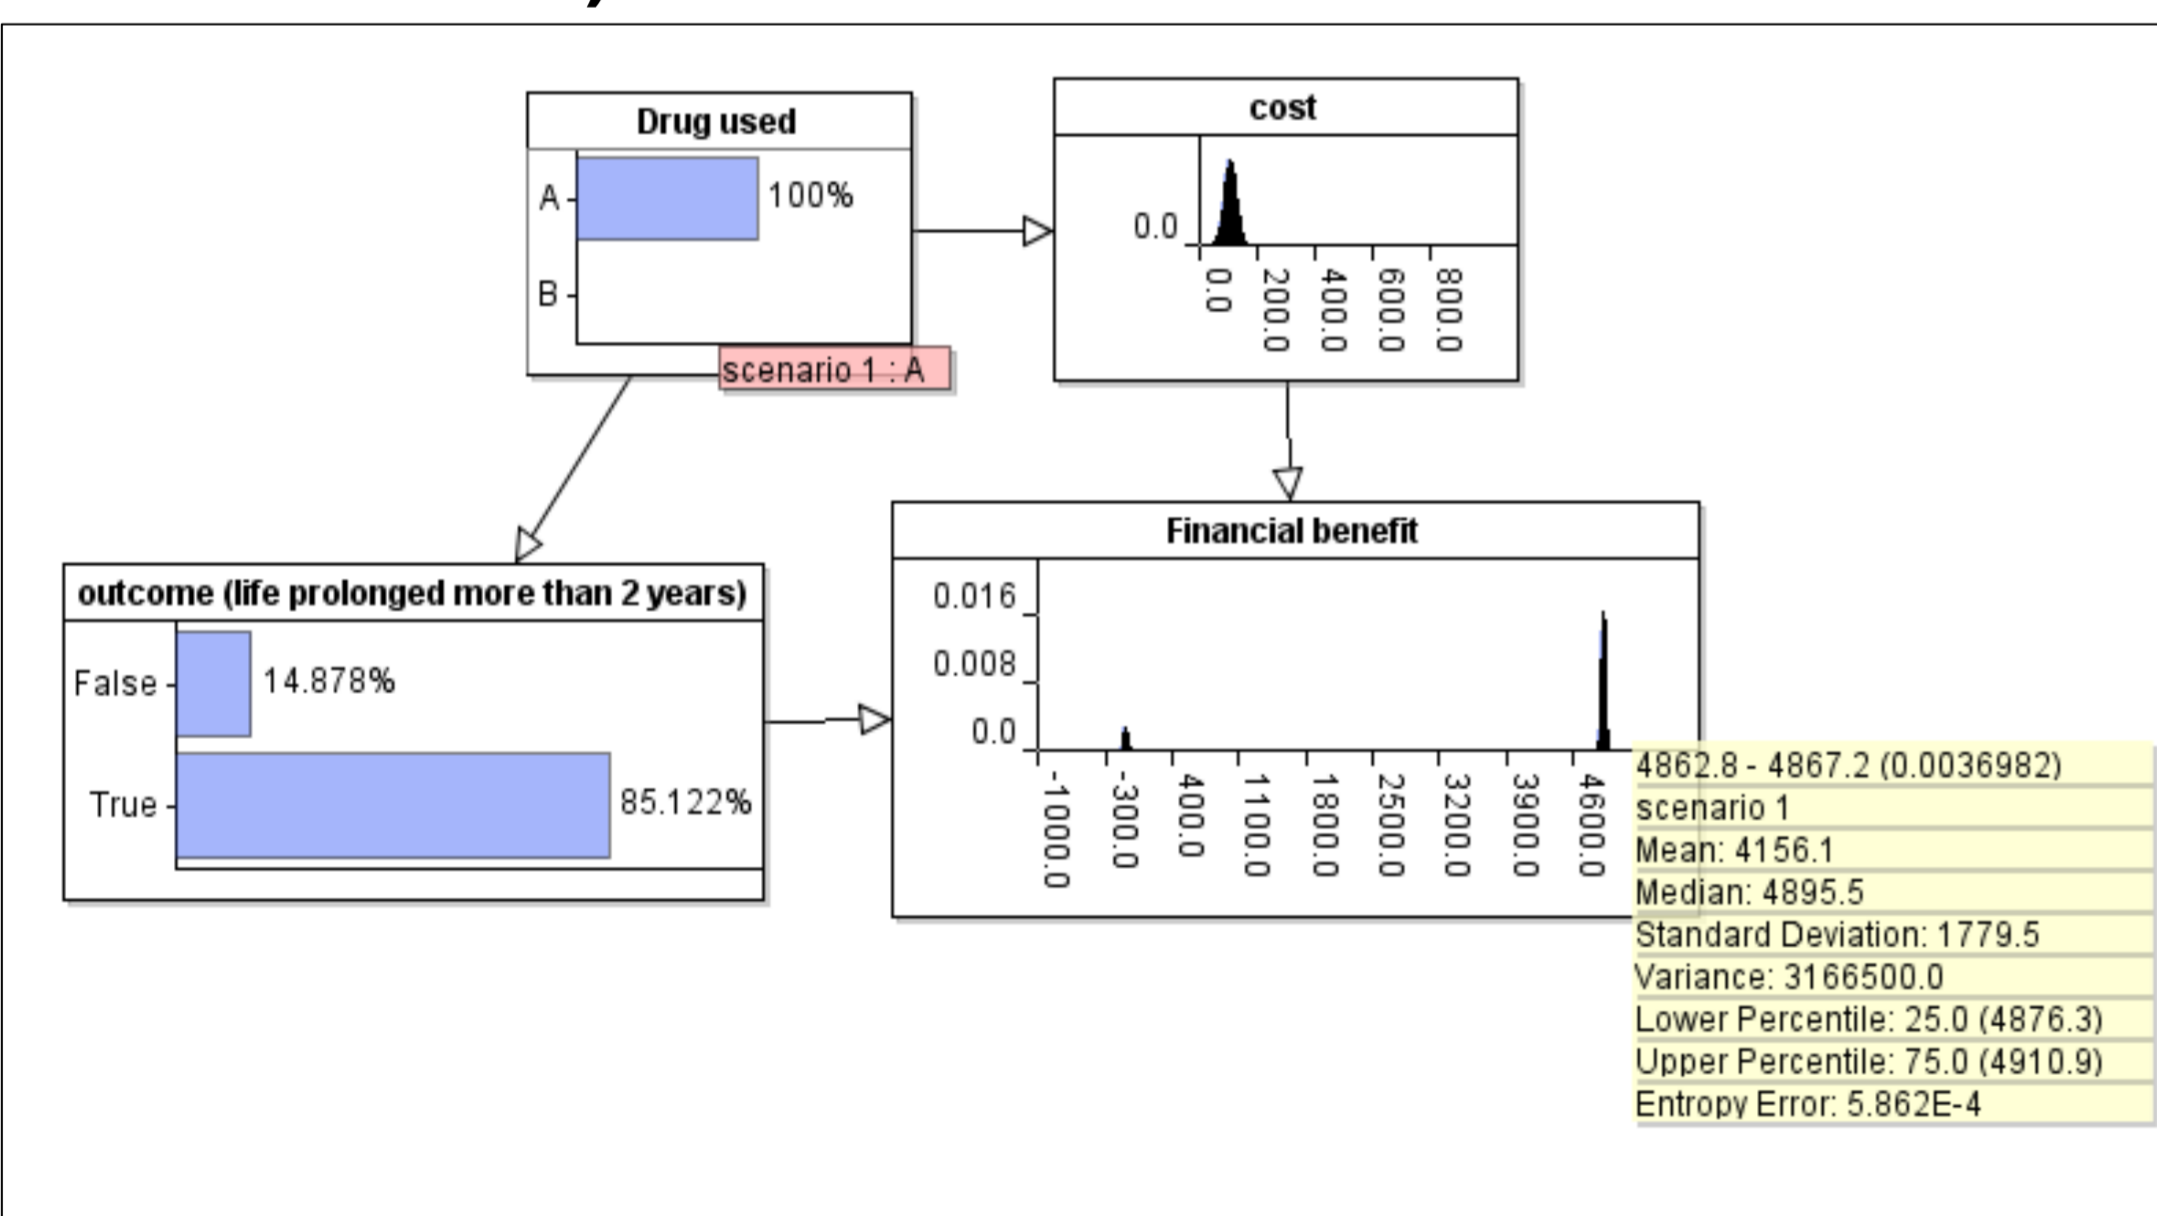 Drug used
A
100%
B
scenario 1 : A
cost
0.0
0.0
200.0
400.0
600.0
800.0
outcome (life prolonged more than 2 years)
False
14.878%
True
85.122%
Financial benefit
0.016
0.008
0.0
-1000.0
-300.0
400.0
1100.0
1800.0
2500.0
3200.0
3900.0
4600.0
4862.8 - 4867.2 (0.0036982)
scenario 1
Mean: 4156.1
Median: 4895.5
Standard Deviation: 1779.5
Variance: 3166500.0
Lower Percentile: 25.0 (4876.3)
Upper Percentile: 75.0 (4910.9)
Entropy Error: 5.862E-4